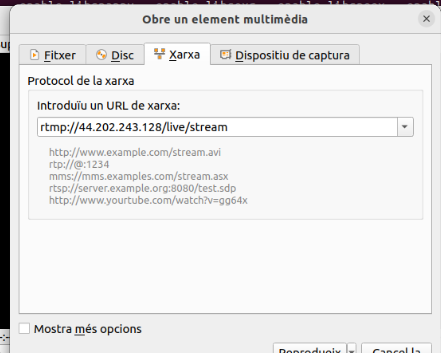 Obre un element multimèdia
Fitxer Disc Xarxa Dispositiu de captura
Protocol de la xarxa
Introduïu un URL de xarxa:
rtmp://44.202.243.128/live/stream
http://www.example.com/stream.avi
rtp://@:1234
mms://mms.examples.com/stream.asx
rtsp://server.example.org:8080/test.sdp
http://www.yourtube.com/watch?v=gg64x
Mostra més opcions
Reprodueix Cancel·la